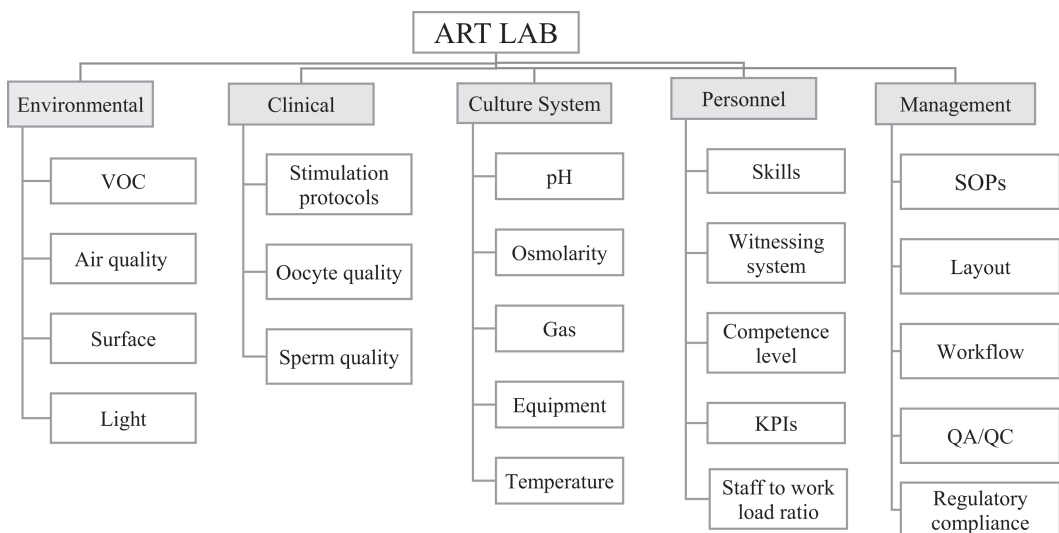 ART LAB
Environmental
VOC
Air quality
Surface
Light
Clinical
Stimulation
protocols
Oocyte quality
Sperm quality
Culture System
pH
Osmolarity
Gas
Equipment
Temperature
Personnel
Skills
Witnessing
system
Competence
level
KPIs
Staff to work
load ratio
Management
SOPs
Layout
Workflow
QA/QC
Regulatory
compliance